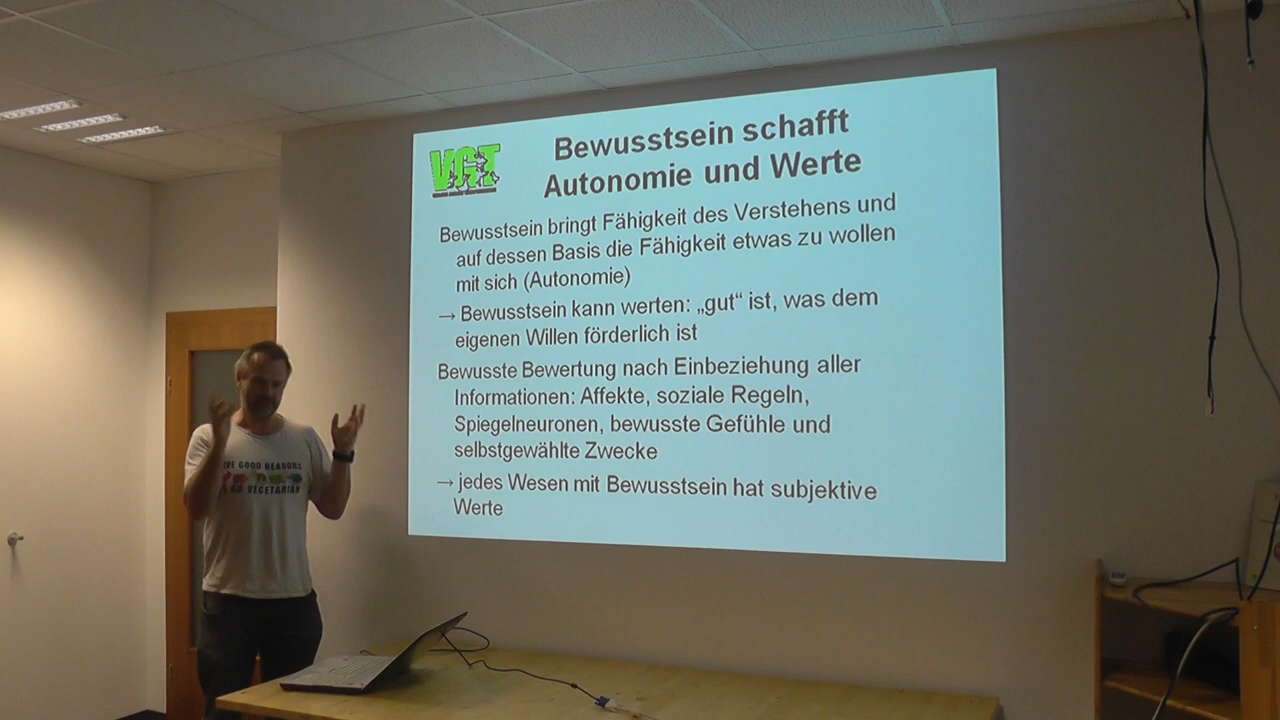 VGT
Bewusstsein schafft
Autonomie und Werte
Bewusstsein bringt Fähigkeit des Verstehens und
auf dessen Basis die Fähigkeit etwas zu wollen
mit sich (Autonomie)
→ Bewusstsein kann werten: „gut“ ist, was dem
eigenen Willen förderlich ist
Bewusste Bewertung nach Einbeziehung aller
Informationen: Affekte, soziale Regeln,
Spiegelneuronen, bewusste Gefühle und
selbstgewählte Zwecke
→ jedes Wesen mit Bewusstsein hat subjektive
Werte
GOOD REASONS
VEGETARIAN